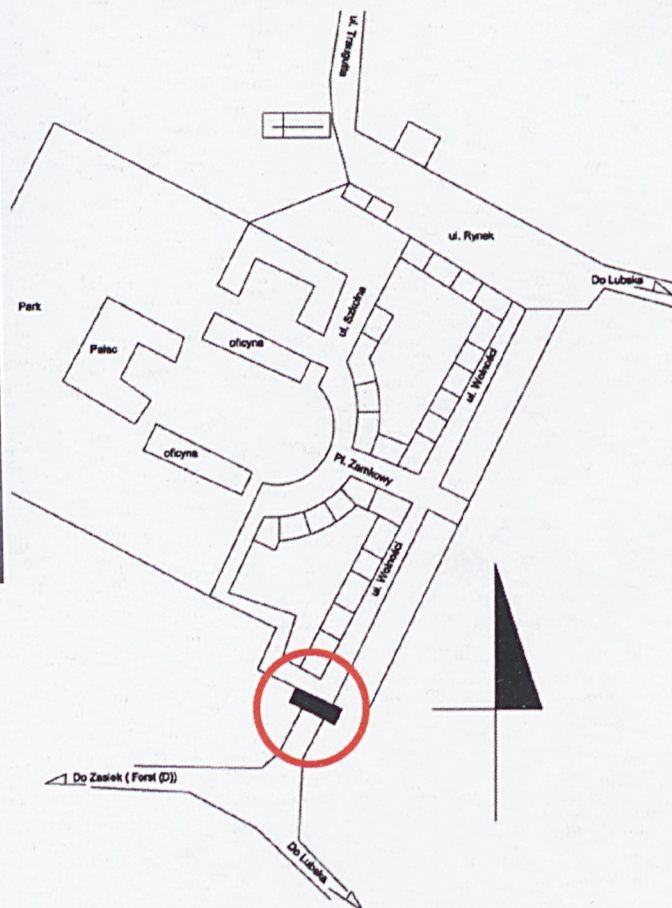 ul. Traugutta
ul. Rynek
Do Lubska
Park
ul. Szkolna
Pałac
oficyna
ul. Wolności
oficyna
Pl. Zamkowy
ul. Wolności
Do Zasiek ( Forst (D))
Do Lubska